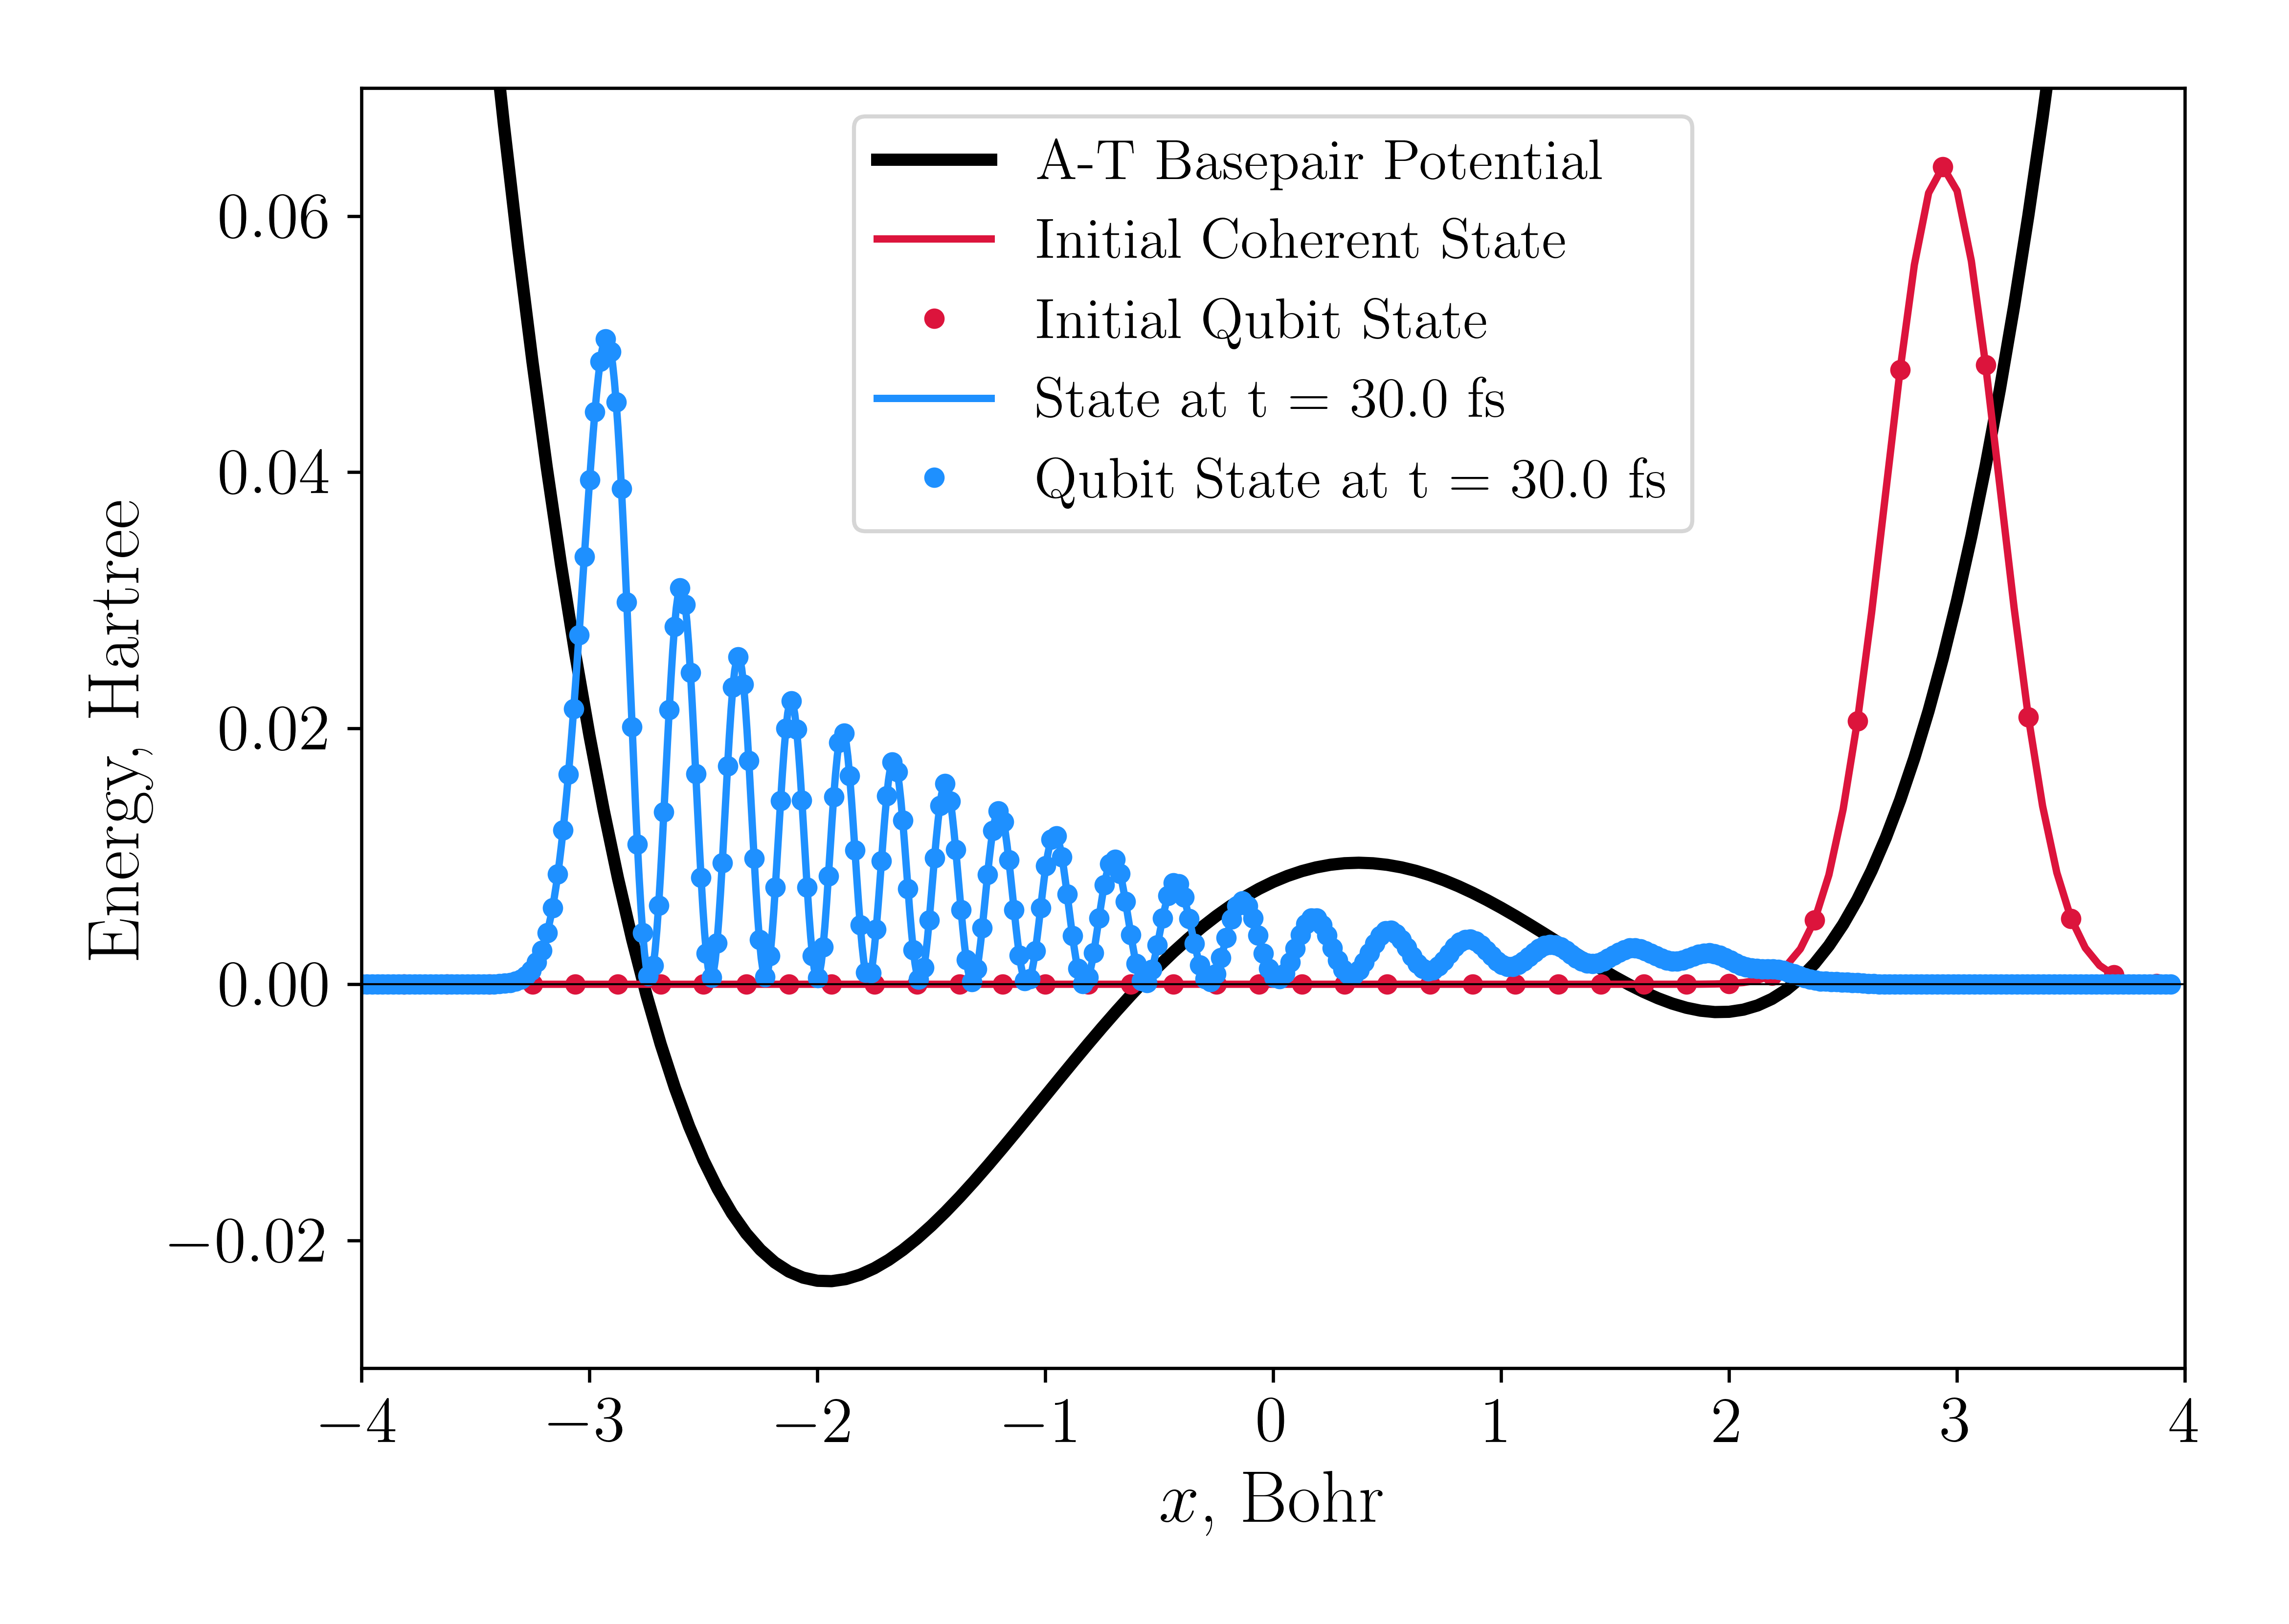 A-T Basepair Potential
Initial Coherent State
Initial Qubit State
State at t = 30.0 fs
Qubit State at t = 30.0 fs
Energy, Hartree
0.06
0.04
0.02
0.00
−0.02
−4 −3 −2 −1 0 1 2 3 4
x, Bohr